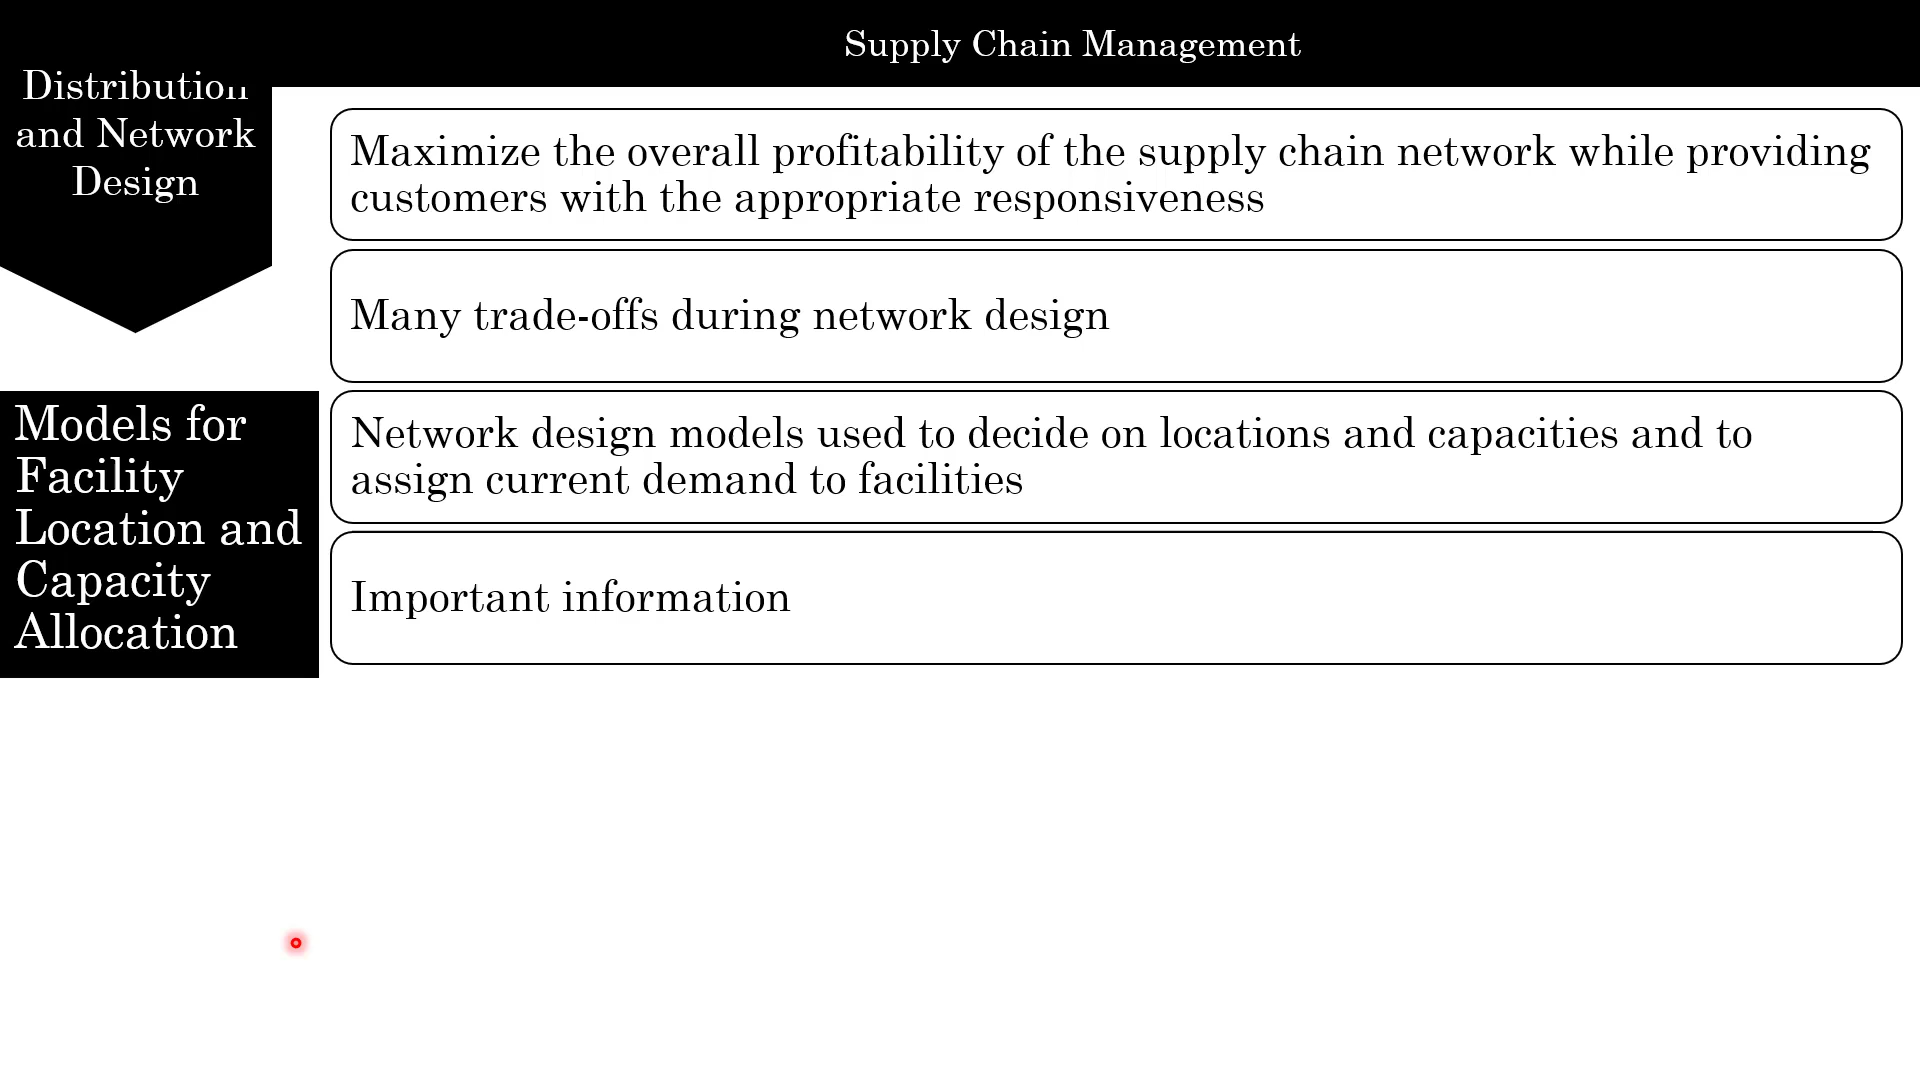 Supply Chain Management
Distribution
and Network
Design
Maximize the overall profitability of the supply chain network while providing
customers with the appropriate responsiveness
Many trade-offs during network design
Models for
Facility
Location and
Capacity
Allocation
Network design models used to decide on locations and capacities and to
assign current demand to facilities
Important information